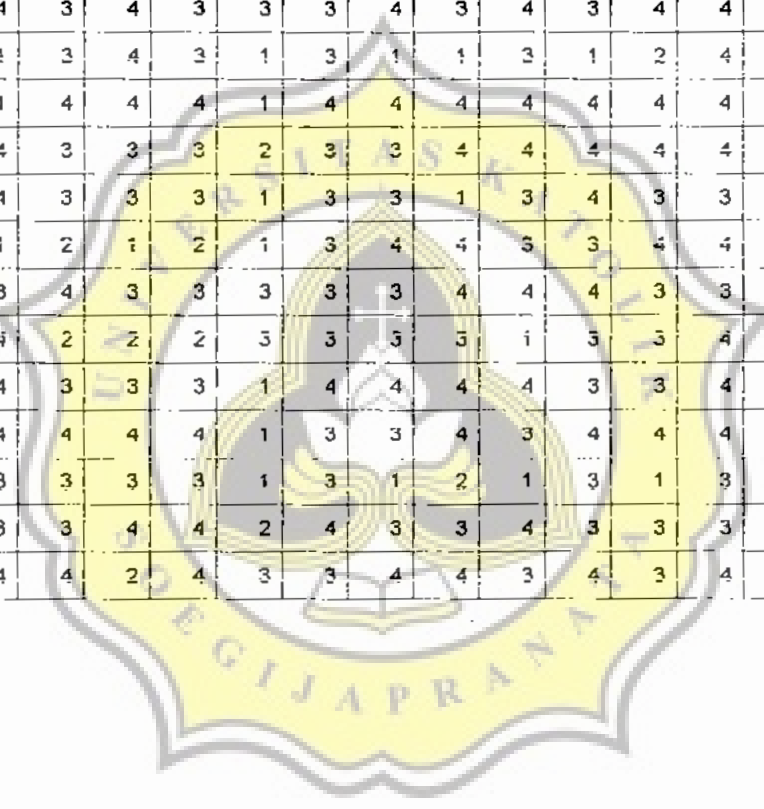 3 4 3 3 3 4 3 4 3 4 4
3 4 3 1 3 1 1 3 1 2 4
4 4 4 1 4 4 4 4 4 4 4
4 3 3 3 2 3 3 4 4 4 4 4
3 3 3 1 3 3 1 3 4 3 3
2 1 2 1 3 4 4 3 3 4 4
3 4 3 3 3 3 3 4 4 4 3 3
2 2 2 3 3 3 3 1 3 3 4
3 3 3 1 4 4 4 4 3 3 4
4 4 4 4 1 3 3 4 3 4 4 4
3 3 3 3 1 3 1 2 1 3 1 3
3 4 4 2 4 3 3 4 3 3 3
4 4 2 4 3 3 4 4 3 4 3 4
UNIVERSITAS KATOLIK
SOEGIJAPRANATA